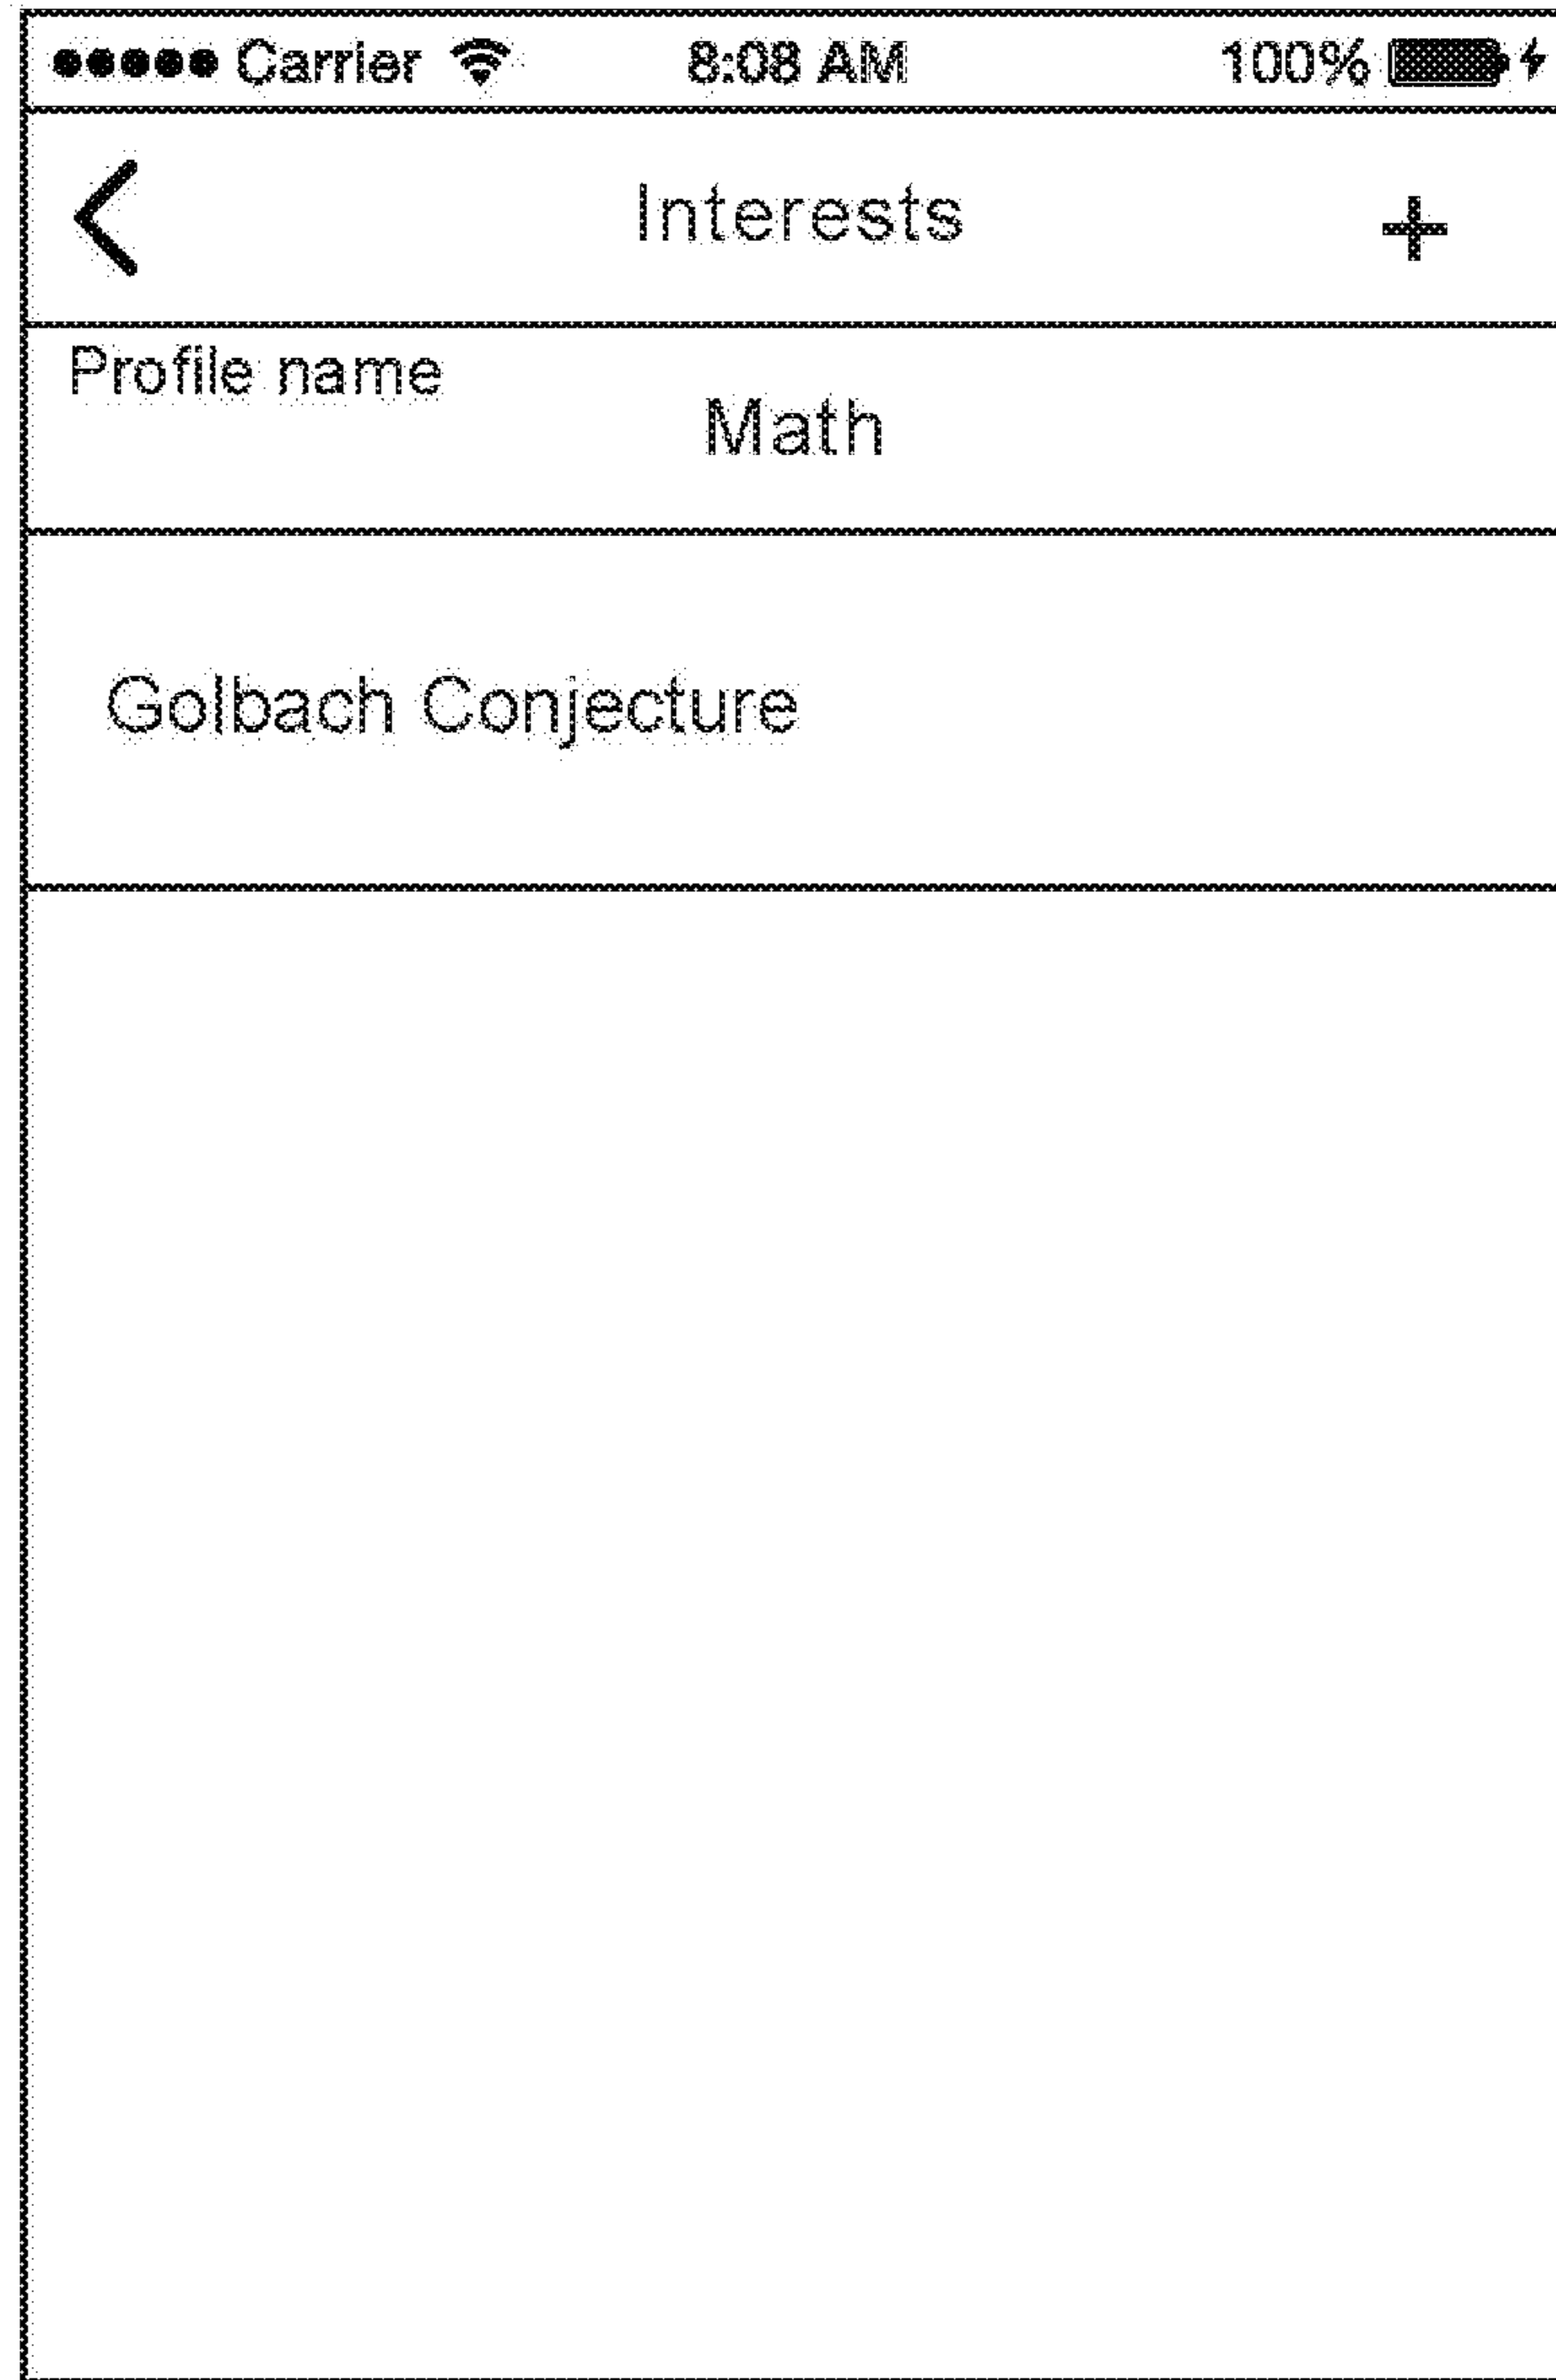 Carrier 8:08 AM 100%
Interests +
Profile name
Math
Golbach Conjecture